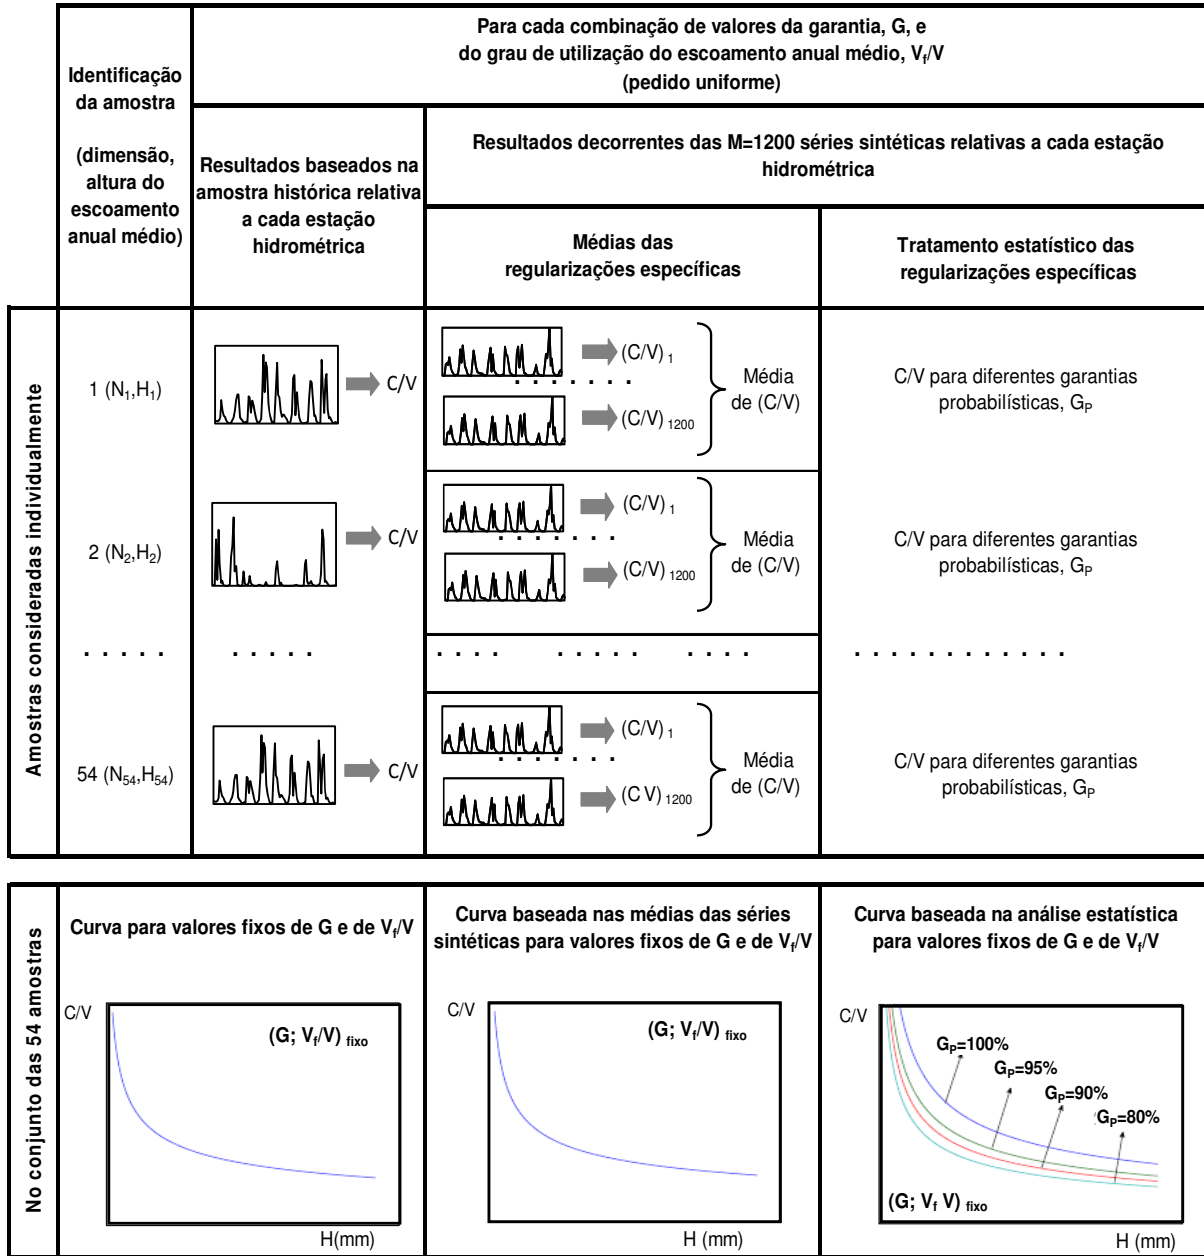 Para cada combinação de valores da garantia, G, e
do grau de utilização do escoamento anual médio, Vf/V
(pedido uniforme)
Identificação
da amostra
(dimensão,
altura do
escoamento
anual médio)
Resultados baseados na
amostra histórica relativa
a cada estação
hidrométrica
Resultados decorrentes das M=1200 séries sintéticas relativas a cada estação
hidrométrica
Médias das
regularizações específicas
Tratamento estatístico das
regularizações específicas
Amostras consideradas individualmente
1 (N1,H1)
C/V
(C/V) 1
. . . . . . .
(C/V) 1200
Média
de (C/V)
C/V para diferentes garantias
probabilísticas, GP
2 (N2,H2)
C/V
(C/V) 1
. . . . . . .
(C/V) 1200
Média
de (C/V)
C/V para diferentes garantias
probabilísticas, GP
. . . . . . . . . . . . . . . . . . . . . . . . . . . . . . . . . . .
54 (N54,H54)
C/V
(C/V) 1
. . . . . . .
(C V) 1200
Média
de (C/V)
C/V para diferentes garantias
probabilísticas, GP
No conjunto das 54 amostras
Curva para valores fixos de G e de Vf/V
C/V
(G; Vf/V) fixo
H(mm)
Curva baseada nas médias das séries
sintéticas para valores fixos de G e de Vf/V
C/V
(G; Vf/V) fixo
H (mm)
Curva baseada na análise estatística
para valores fixos de G e de Vf/V
C/V
GP=100%
GP=95%
GP=90%
GP=80%
(G; Vf V) fixo
H (mm)